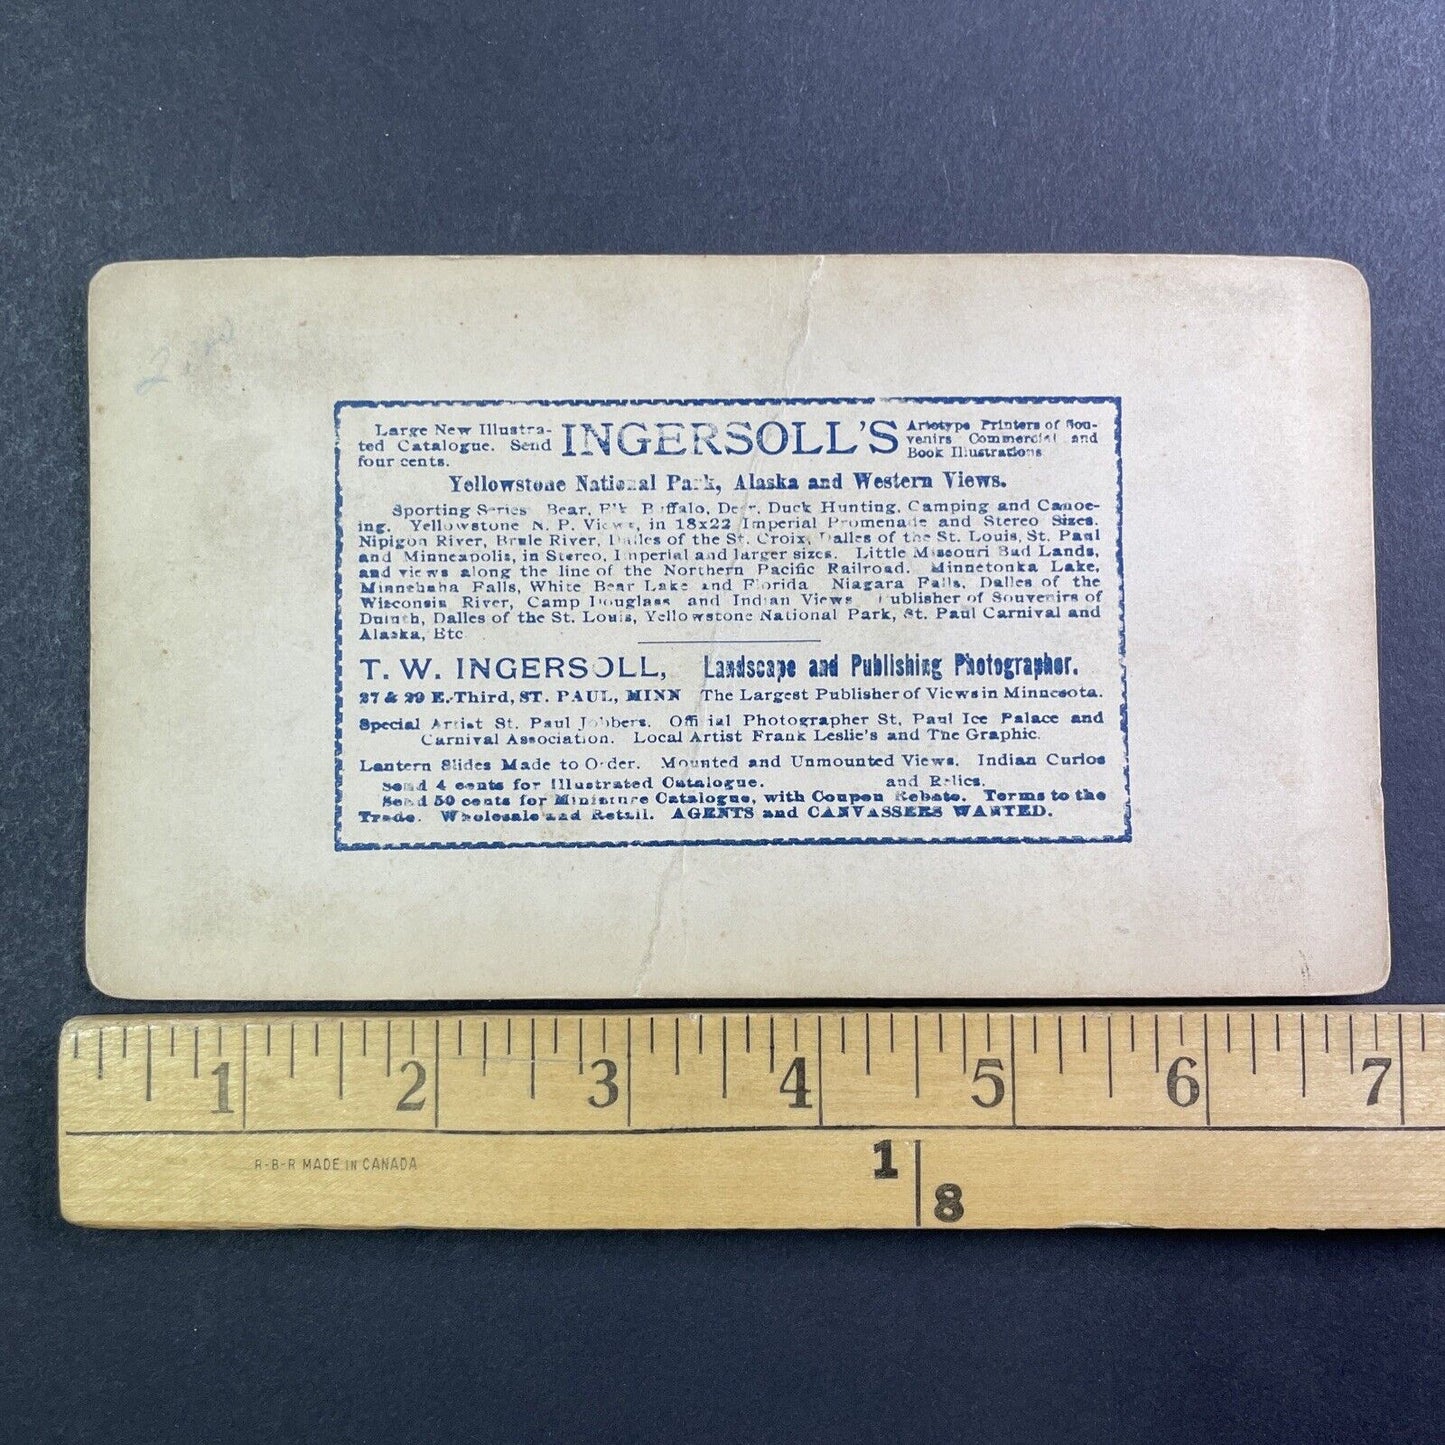 Large New Illustra-
ted Catalogue. Send
four cents.
INGERSOLL'S
Artotype Printers of Sou-
venirs Commercial and
Book Illustrations
Yellowstone National Park, Alaska and Western Views.
Sporting Series Bear, Elk Buffalo, Deer, Duck Hunting, Camping and Canoe-
ing. Yellowstone N. P. Views, in 18x22 Imperial Promenade and Stereo Sizes.
Nipigon River, Brule River, Dalles of the St. Croix, Dalles of the St. Louis, St. Paul
and Minneapolis, in Stereo, Imperial and larger sizes. Little Missouri Bad Lands,
and views along the line of the Northern Pacific Railroad. Minnetonka Lake,
Minnehaha Falls, White Bear Lake and Florida Niagara Falls, Dalles of the
Wisconsin River, Camp Douglass and Indian Views Publisher of Souvenirs of
Duluth, Dalles of the St. Louis, Yellowstone National Park, St. Paul Carnival and
Alaska, Etc
T. W. INGERSOLL, Landscape and Publishing Photographer.
27 & 29 E. Third, ST. PAUL, MINN The Largest Publisher of Views in Minnesota.
Special Artist St. Paul Jobbers. Official Photographer St. Paul Ice Palace and
Carnival Association. Local Artist Frank Leslie's and The Graphic.
Lantern Slides Made to Order. Mounted and Unmounted Views. Indian Curios
Send 4 cents for Illustrated Catalogue. and Relics.
Send 50 cents for Miniature Catalogue, with Coupon Rebate. Terms to the
Trade. Wholesale and Retail. AGENTS and CANVASSERS WANTED.
1 2 3 4 5 6 7
R-B-R MADE IN CANADA
1
8